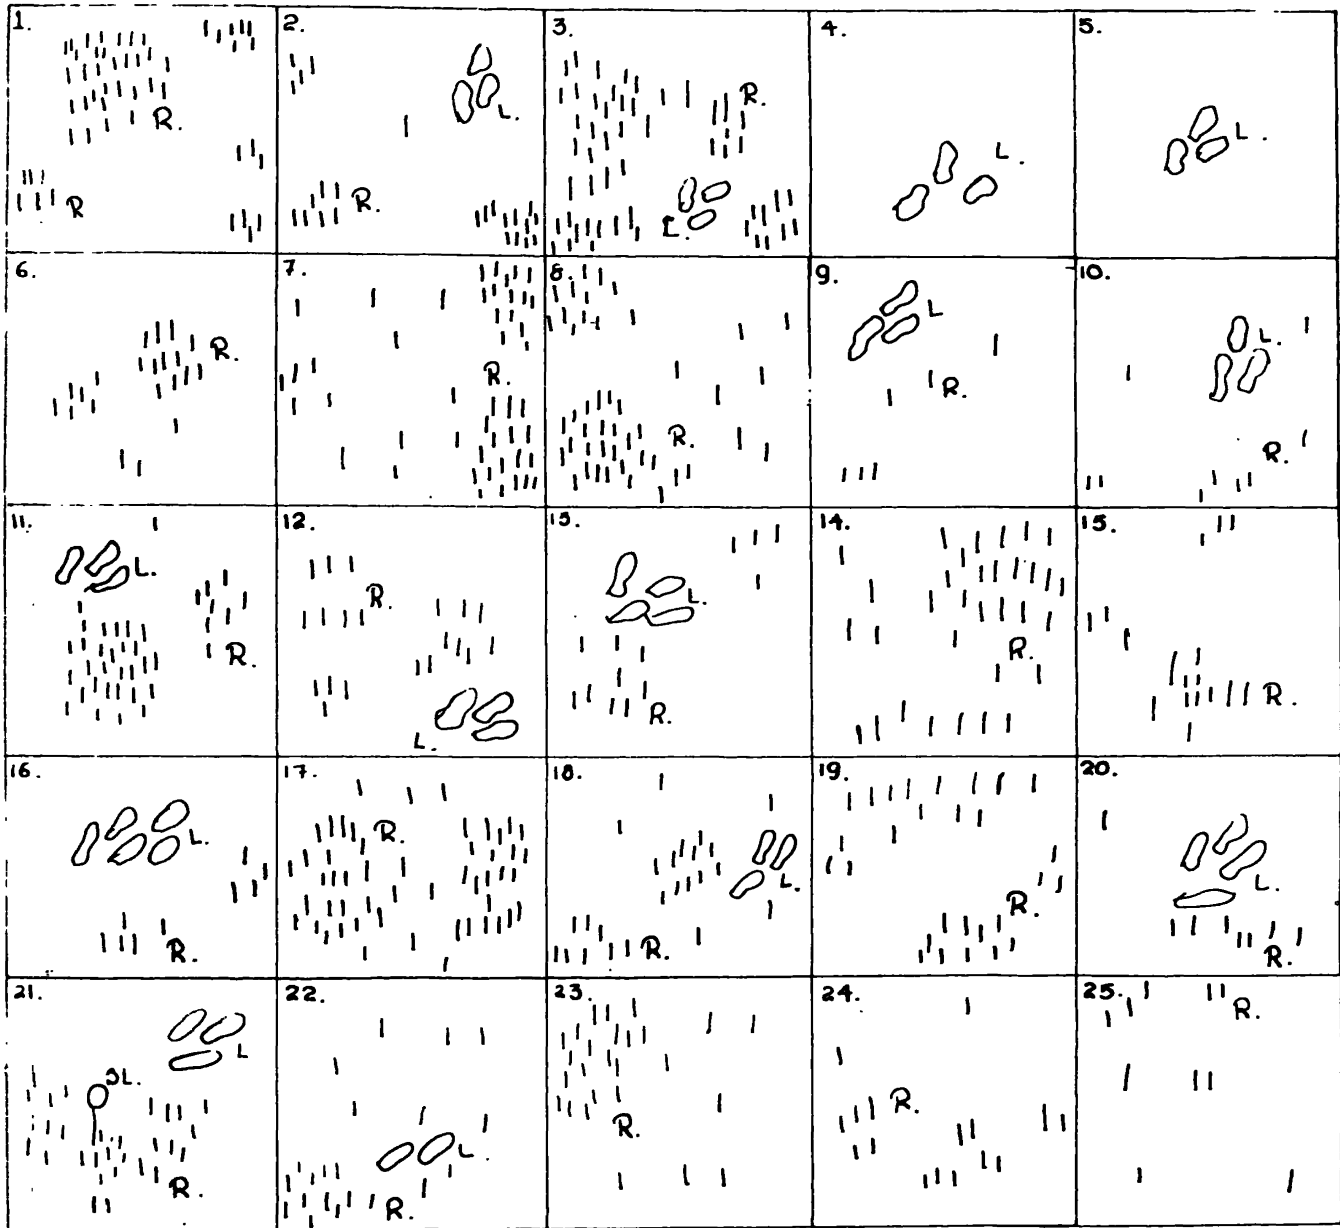 1.
R.
R
2.
L.
R.
3.
R.
L.
4.
L.
5.
L.
6.
R.
7.
R.
8.
R.
9.
L
R.
10.
L.
R.
11.
L.
R.
12.
R.
L.
13.
L.
R.
14.
R.
15.
R.
16.
L.
R.
17.
R.
18.
L.
R.
19.
R.
20.
L.
R.
21.
L
SL.
R.
22.
L.
R.
23.
R.
24.
R.
25.
R.